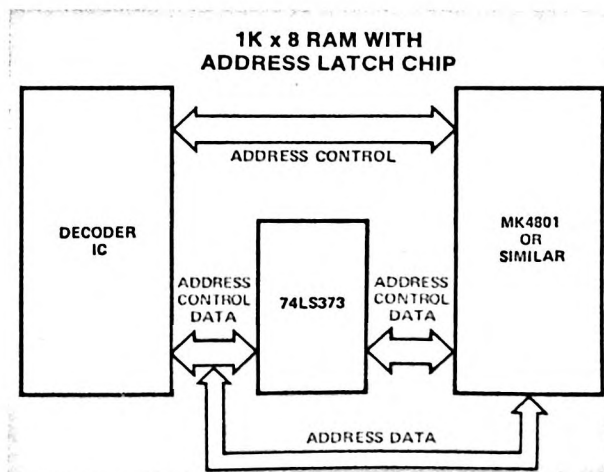 1K x 8 RAM WITH
ADDRESS LATCH CHIP
ADDRESS CONTROL
DECODER
IC
MK4801
OR
SIMILAR
ADDRESS
CONTROL
DATA
74LS373
ADDRESS
CONTROL
DATA
ADDRESS DATA